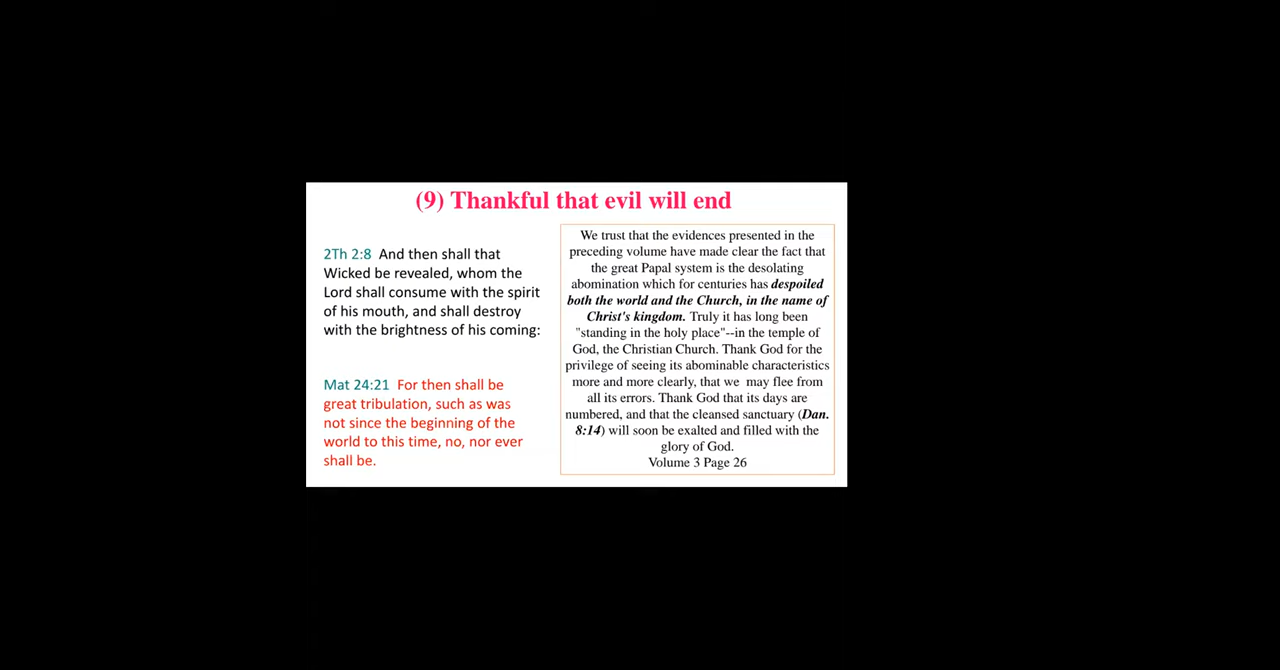 (9) Thankful that evil will end
2Th 2:8  And then shall that
Wicked be revealed, whom the
Lord shall consume with the spirit
of his mouth, and shall destroy
with the brightness of his coming:
Mat 24:21  For then shall be
great tribulation, such as was
not since the beginning of the
world to this time, no, nor ever
shall be.
We trust that the evidences presented in the
preceding volume have made clear the fact that
the great Papal system is the desolating
abomination which for centuries has despoiled
both the world and the Church, in the name of
Christ's kingdom. Truly it has long been
"standing in the holy place"--in the temple of
God, the Christian Church. Thank God for the
privilege of seeing its abominable characteristics
more and more clearly, that we  may flee from
all its errors. Thank God that its days are
numbered, and that the cleansed sanctuary (Dan.
8:14) will soon be exalted and filled with the
glory of God.
Volume 3 Page 26